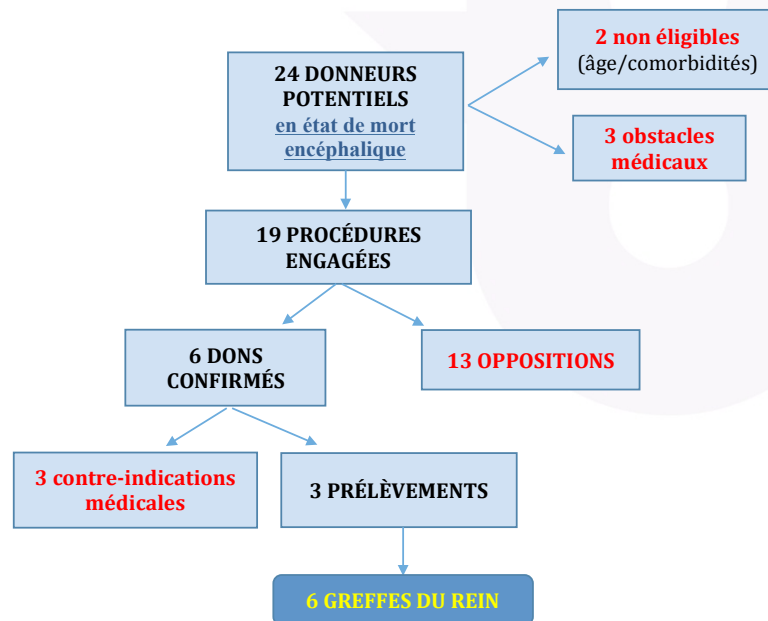 24 DONNEURS
POTENTIELS
en état de mort
encéphalique
2 non éligibles
(âge/comorbidités)
3 obstacles
médicaux
19 PROCÉDURES
ENGAGÉES
6 DONS
CONFIRMÉS
13 OPPOSITIONS
3 contre-indications
médicales
3 PRÉLÈVEMENTS
6 GREFFES DU REIN